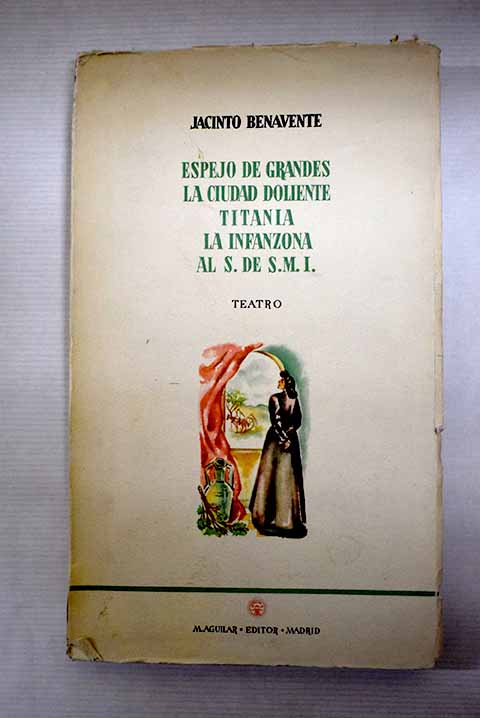 JACINTO BENAVENTE
ESPEJO DE GRANDES
LA CIUDAD DOLIENTE
TITANIA
LA INFANZONA
AL S. DE S.M.I.
TEATRO
M.AGUILAR - EDITOR - MADRID